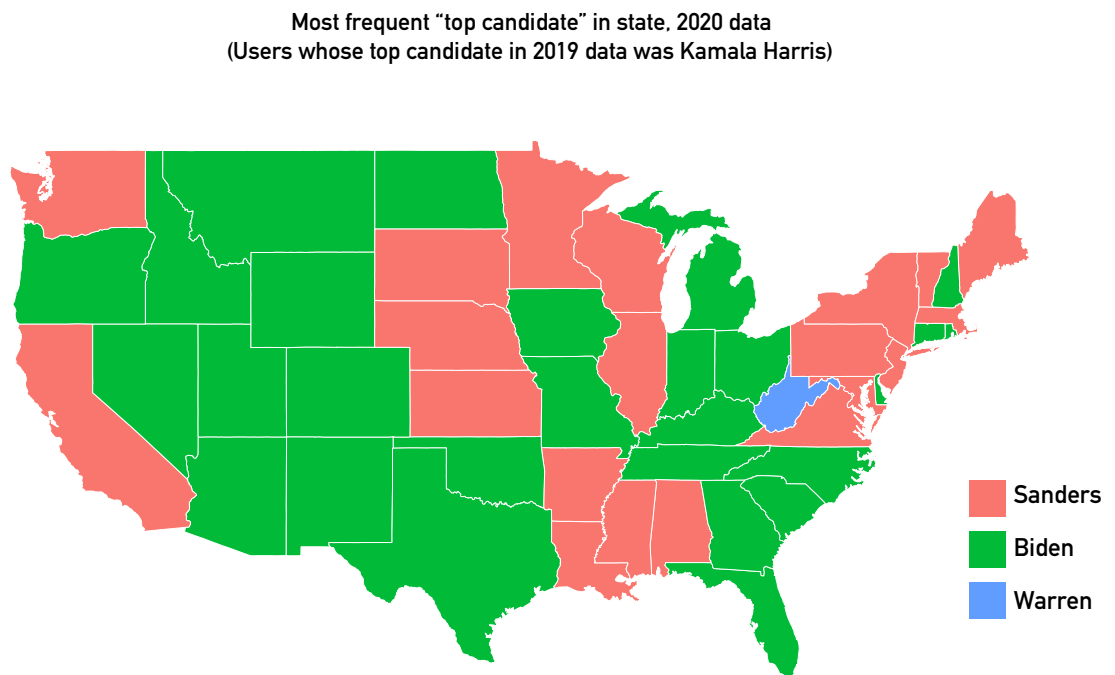 Most frequent “top candidate” in state, 2020 data
(Users whose top candidate in 2019 data was Kamala Harris)
Sanders
Biden
Warren